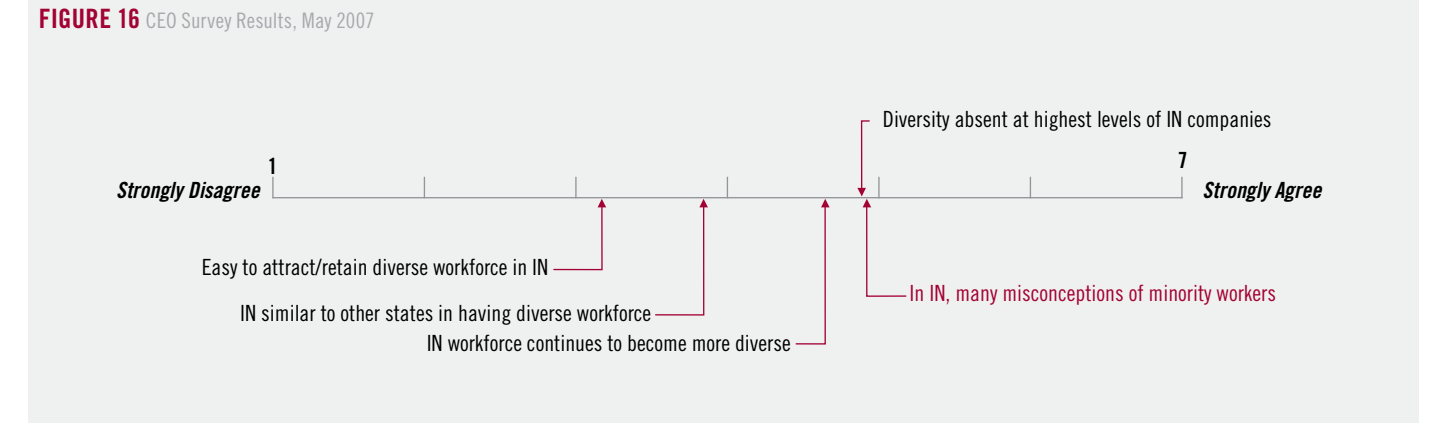 FIGURE 16 CEO Survey Results, May 2007
Diversity absent at highest levels of IN companies
1
7
Strongly Disagree
Strongly Agree
Easy to attract/retain diverse workforce in IN
In IN, many misconceptions of minority workers
IN similar to other states in having diverse workforce
IN workforce continues to become more diverse